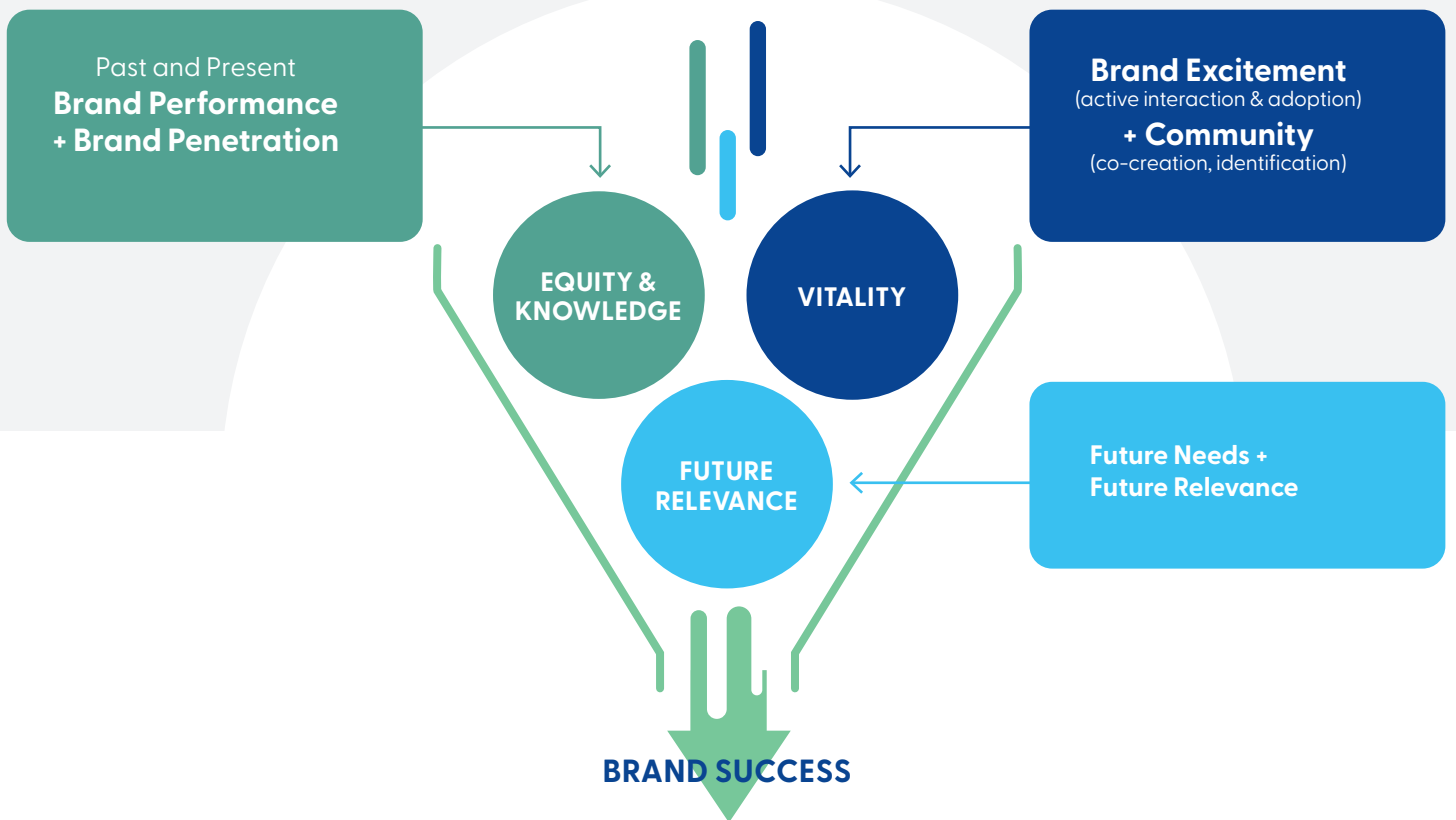 Past and Present
Brand Performance
+ Brand Penetration
Brand Excitement
(active interaction & adoption)
+ Community
(co-creation, identification)
EQUITY &
KNOWLEDGE
VITALITY
FUTURE
RELEVANCE
Future Needs +
Future Relevance
BRAND SUCCESS